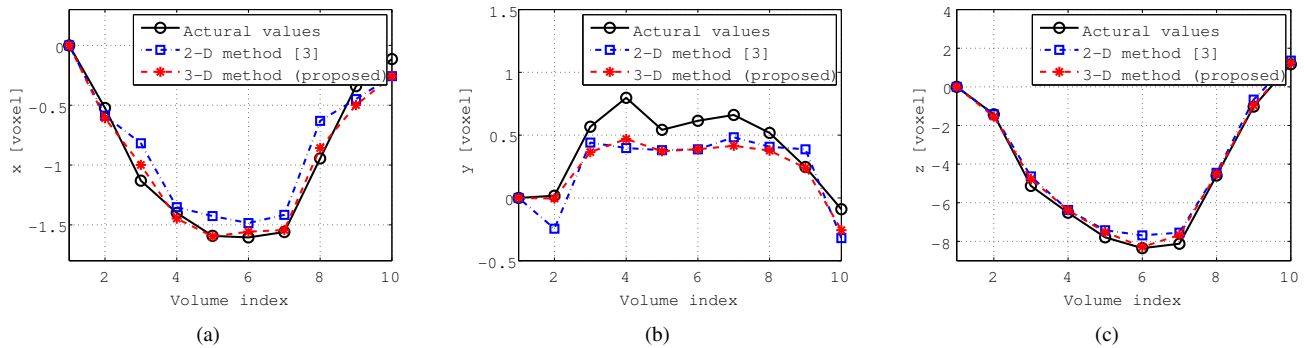 0
−0.5
−1
−1.5
x [voxel]
2
4
6
8
10
Volume index
Actural values
2-D method [3]
3-D method (proposed)
(a)
1.5
1
0.5
0
−0.5
y [voxel]
2
4
6
8
10
Volume index
Actural values
2-D method [3]
3-D method (proposed)
(b)
4
2
0
−2
−4
−6
−8
z [voxel]
2
4
6
8
10
Volume index
Actural values
2-D method [3]
3-D method (proposed)
(c)